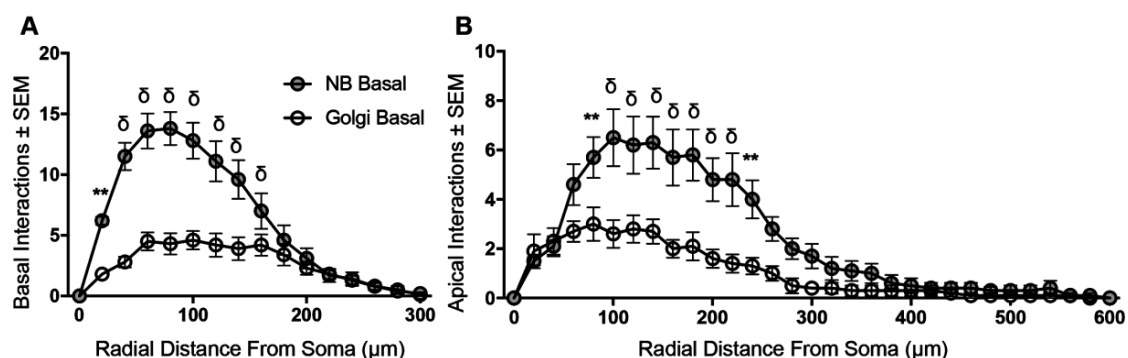 A
B
20
15
10
5
0
Basal Interactions ± SEM
** δ δ δ δ δ δ δ
NB Basal
Golgi Basal
0 100 200 300
Radial Distance From Soma (µm)
10
8
6
4
2
0
Apical Interactions ± SEM
** δ δ δ δ δ δ δ **
0 100 200 300 400 500 600
Radial Distance From Soma (µm)